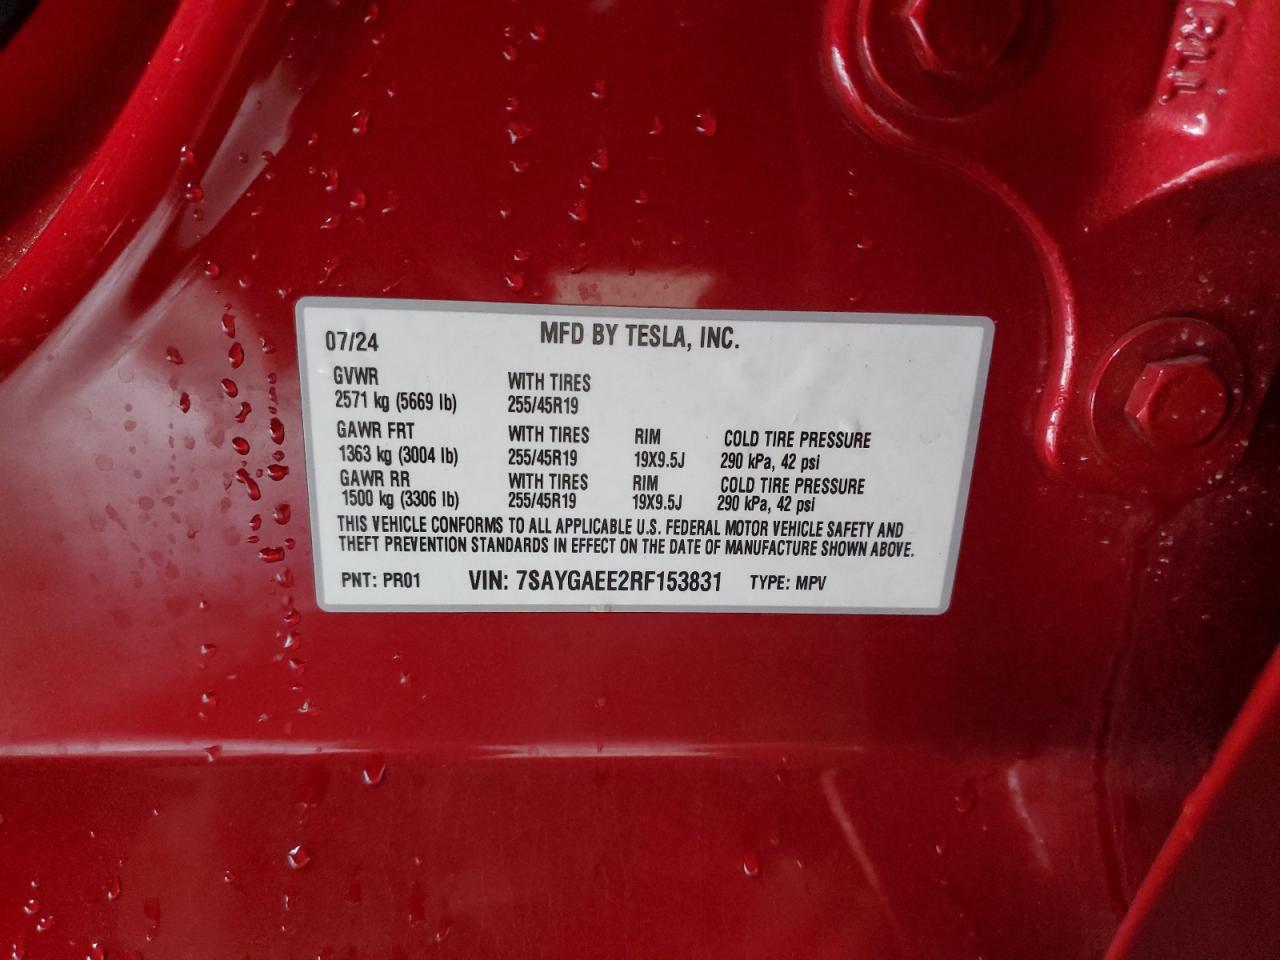 07/24 MFD BY TESLA, INC.
GVWR WITH TIRES
2571 kg (5669 lb) 255/45R19
GAWR FRT WITH TIRES RIM COLD TIRE PRESSURE
1363 kg (3004 lb) 255/45R19 19X9.5J 290 kPa, 42 psi
GAWR RR WITH TIRES RIM COLD TIRE PRESSURE
1500 kg (3306 lb) 255/45R19 19X9.5J 290 kPa, 42 psi
THIS VEHICLE CONFORMS TO ALL APPLICABLE U.S. FEDERAL MOTOR VEHICLE SAFETY AND
THEFT PREVENTION STANDARDS IN EFFECT ON THE DATE OF MANUFACTURE SHOWN ABOVE.
PNT: PR01 VIN: 7SAYGAEE2RF153831 TYPE: MPV